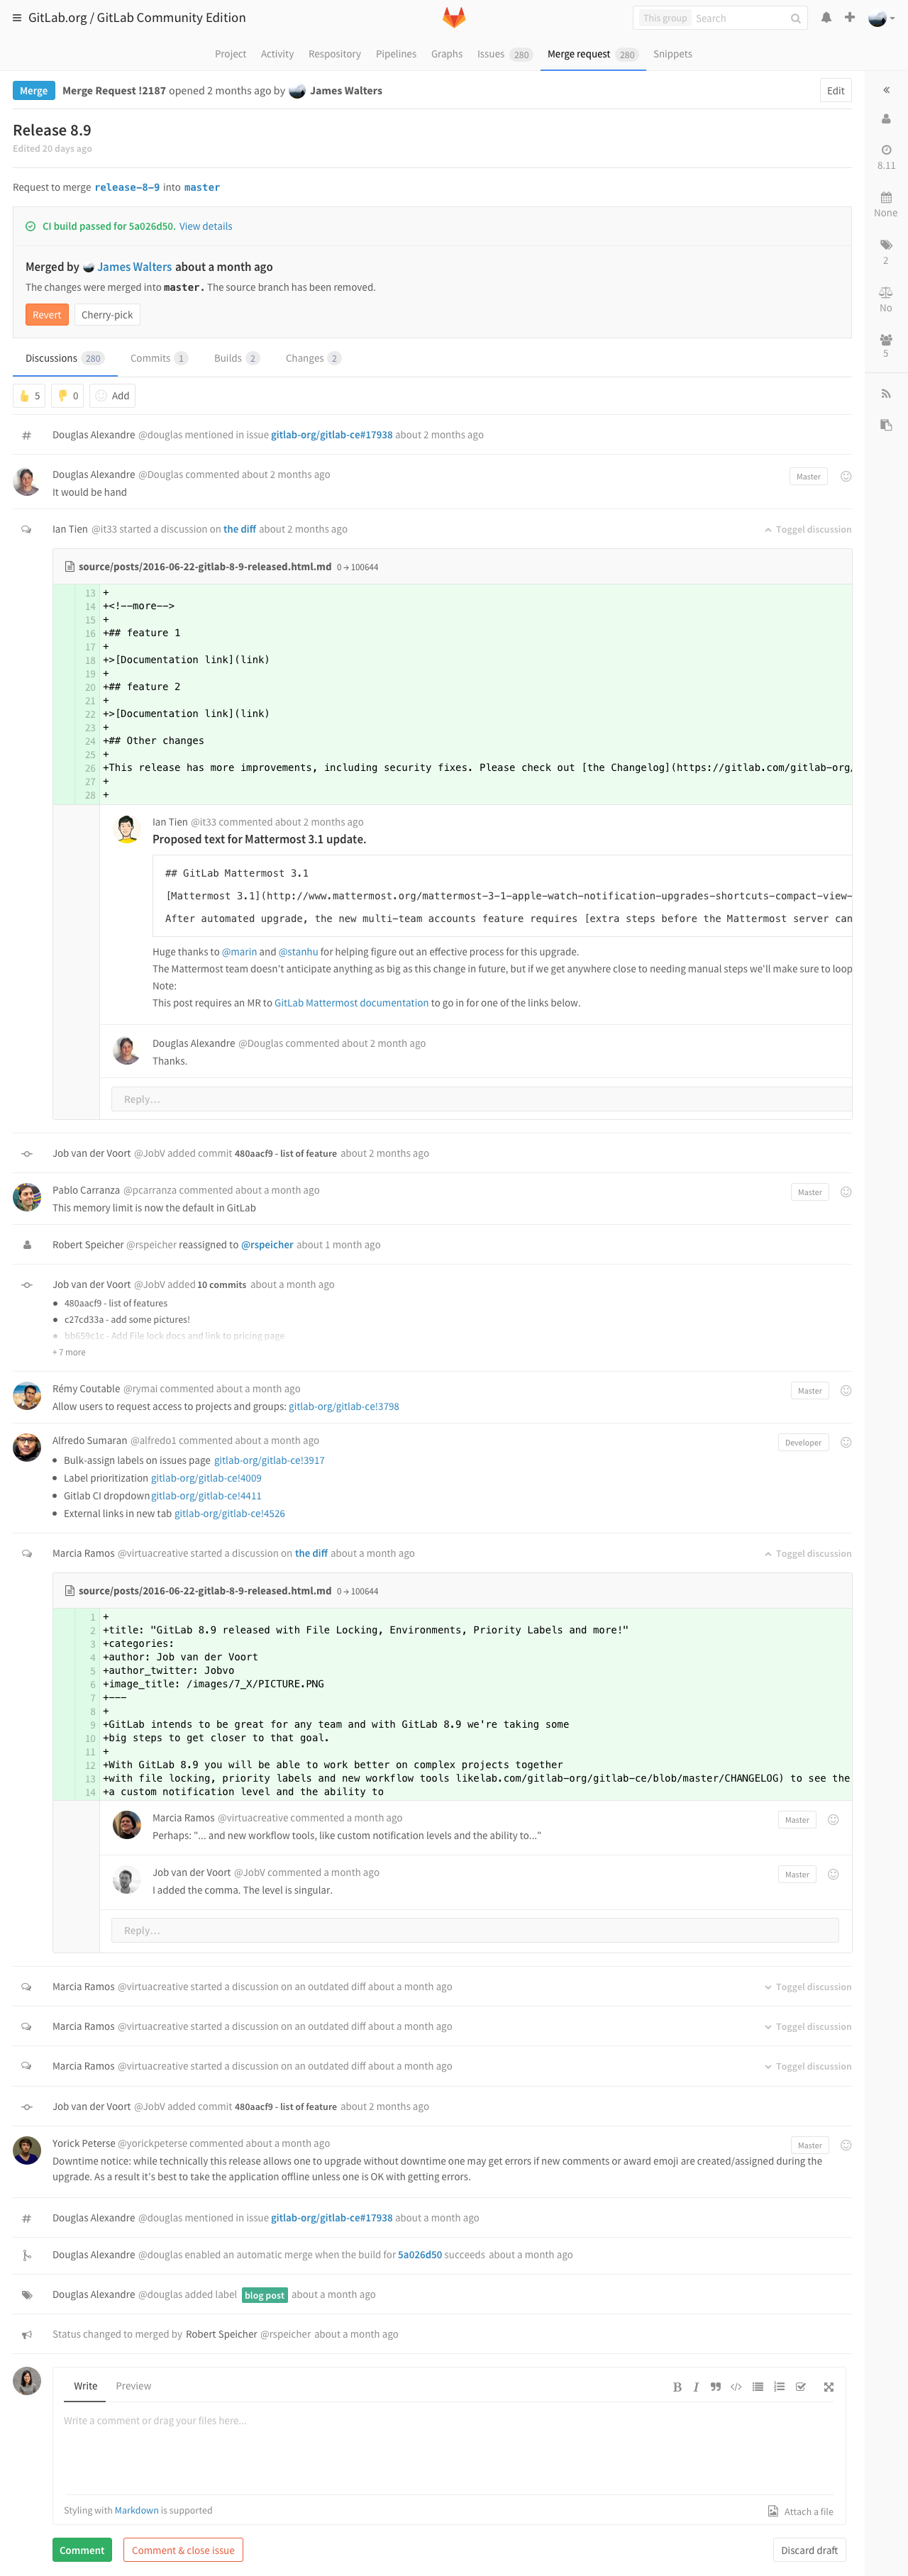 GitLab.org / GitLab Community Edition
This group Search
Project Activity Respository Pipelines Graphs Issues 280 Merge request 280 Snippets
Merge Merge Request !2187 opened 2 months ago by James Walters Edit
Release 8.9
Edited 20 days ago
8.11
None
2
No
5
Request to merge release-8-9 into master
CI build passed for 5a026d50. View details
Merged by James Walters about a month ago
The changes were merged into master. The source branch has been removed.
Revert Cherry-pick
Discussions 280 Commits 1 Builds 2 Changes 2
5 0 Add
Douglas Alexandre @douglas mentioned in issue gitlab-org/gitlab-ce#17938 about 2 months ago
Douglas Alexandre @Douglas commented about 2 months ago Master
It would be hand
Ian Tien @it33 started a discussion on the diff about 2 months ago Toggel discussion
source/posts/2016-06-22-gitlab-8-9-released.html.md 0 → 100644
13 +
14 +<!--more-->
15 +
16 +## feature 1
17 +
18 +>[Documentation link](link)
19 +
20 +## feature 2
21 +
22 +>[Documentation link](link)
23 +
24 +## Other changes
25 +
26 +This release has more improvements, including security fixes. Please check out [the Changelog](https://gitlab.com/gitlab-org/
27 +
28 +
Ian Tien @it33 commented about 2 months ago
Proposed text for Mattermost 3.1 update.
## GitLab Mattermost 3.1
[Mattermost 3.1](http://www.mattermost.org/mattermost-3-1-apple-watch-notification-upgrades-shortcuts-compact-view-
After automated upgrade, the new multi-team accounts feature requires [extra steps before the Mattermost server can
Huge thanks to @marin and @stanhu for helping figure out an effective process for this upgrade.
The Mattermost team doesn't anticipate anything as big as this change in future, but if we get anywhere close to needing manual steps we'll make sure to loop
Note:
This post requires an MR to GitLab Mattermost documentation to go in for one of the links below.
Douglas Alexandre @Douglas commented about 2 month ago
Thanks.
Reply…
Job van der Voort @JobV added commit 480aacf9 - list of feature about 2 months ago
Pablo Carranza @pcarranza commented about a month ago Master
This memory limit is now the default in GitLab
Robert Speicher @rspeicher reassigned to @rspeicher about 1 month ago
Job van der Voort @JobV added 10 commits about a month ago
● 480aacf9 - list of features
● c27cd33a - add some pictures!
● bb659c1c - Add File lock docs and link to pricing page
+ 7 more
Rémy Coutable @rymai commented about a month ago Master
Allow users to request access to projects and groups: gitlab-org/gitlab-ce!3798
Alfredo Sumaran @alfredo1 commented about a month ago Developer
● Bulk-assign labels on issues page gitlab-org/gitlab-ce!3917
● Label prioritization gitlab-org/gitlab-ce!4009
● Gitlab CI dropdown gitlab-org/gitlab-ce!4411
● External links in new tab gitlab-org/gitlab-ce!4526
Marcia Ramos @virtuacreative started a discussion on the diff about a month ago Toggel discussion
source/posts/2016-06-22-gitlab-8-9-released.html.md 0 → 100644
1 +
2 +title: "GitLab 8.9 released with File Locking, Environments, Priority Labels and more!"
3 +categories:
4 +author: Job van der Voort
5 +author_twitter: Jobvo
6 +image_title: /images/7_X/PICTURE.PNG
7 +---
8 +
9 +GitLab intends to be great for any team and with GitLab 8.9 we're taking some
10 +big steps to get closer to that goal.
11 +
12 +With GitLab 8.9 you will be able to work better on complex projects together
13 +with file locking, priority labels and new workflow tools likelab.com/gitlab-org/gitlab-ce/blob/master/CHANGELOG) to see the
14 +a custom notification level and the ability to
Marcia Ramos @virtuacreative commented a month ago Master
Perhaps: "... and new workflow tools, like custom notification levels and the ability to..."
Job van der Voort @JobV commented a month ago Master
I added the comma. The level is singular.
Reply…
Marcia Ramos @virtuacreative started a discussion on an outdated diff about a month ago Toggel discussion
Marcia Ramos @virtuacreative started a discussion on an outdated diff about a month ago Toggel discussion
Marcia Ramos @virtuacreative started a discussion on an outdated diff about a month ago Toggel discussion
Job van der Voort @JobV added commit 480aacf9 - list of feature about 2 months ago
Yorick Peterse @yorickpeterse commented about a month ago Master
Downtime notice: while technically this release allows one to upgrade without downtime one may get errors if new comments or award emoji are created/assigned during the
upgrade. As a result it's best to take the application offline unless one is OK with getting errors.
Douglas Alexandre @douglas mentioned in issue gitlab-org/gitlab-ce#17938 about a month ago
Douglas Alexandre @douglas enabled an automatic merge when the build for 5a026d50 succeeds about a month ago
Douglas Alexandre @douglas added label blog post about a month ago
Status changed to merged by Robert Speicher @rspeicher about a month ago
Write Preview B I
Write a comment or drag your files here...
Styling with Markdown is supported Attach a file
Comment Comment & close issue Discard draft